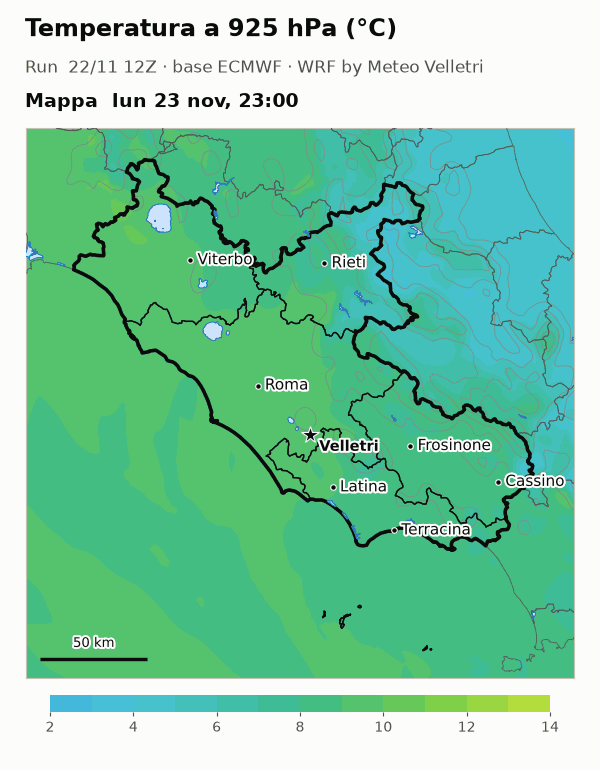 Temperatura a 925 hPa (°C)
Run  22/11 12Z · base ECMWF · WRF by Meteo Velletri
Mappa  lun 23 nov, 23:00
Viterbo
Rieti
Roma
Velletri
Frosinone
Latina
Cassino
Terracina
50 km
2 4 6 8 10 12 14